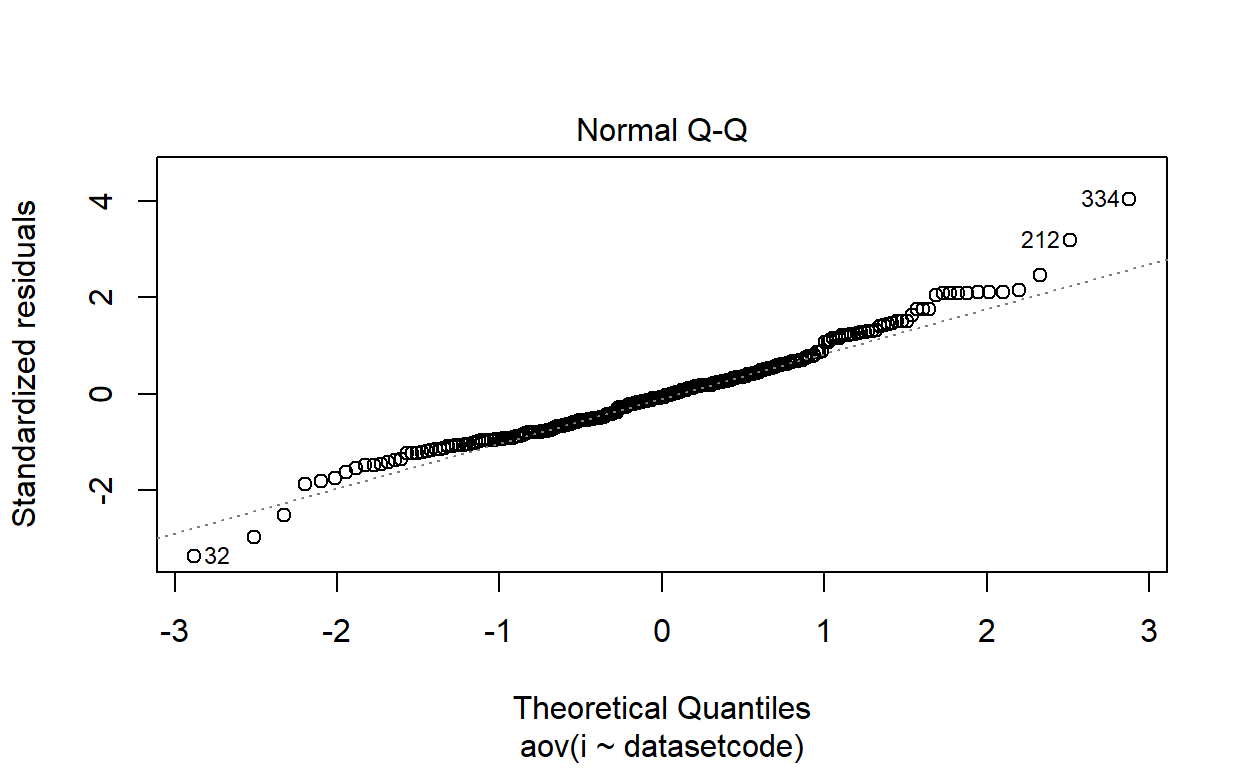 Normal Q-Q
Standardized residuals
4
2
0
-2
334
212
32
-3 -2 -1 0 1 2 3
Theoretical Quantiles
aov(i ~ datasetcode)